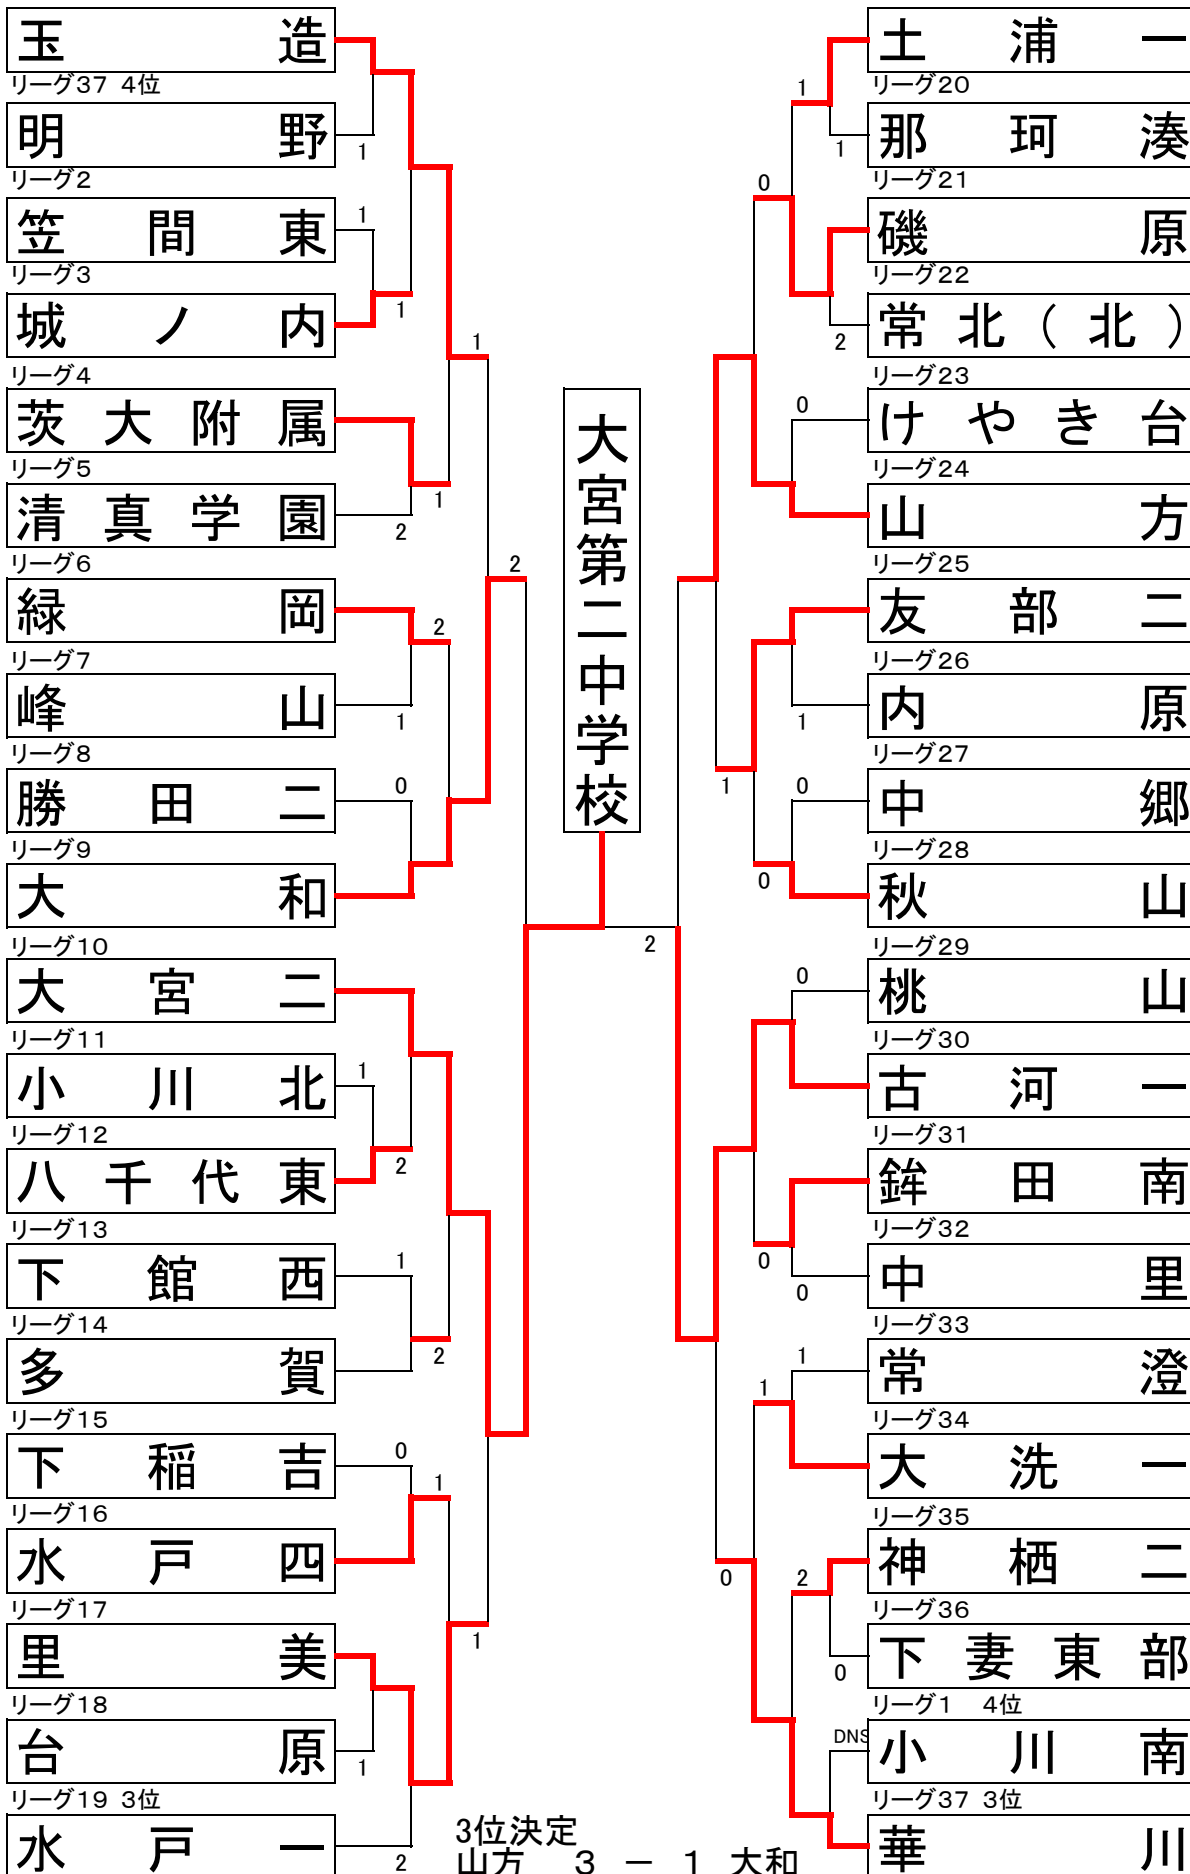 玉造
リーグ37 4位
明野
1
リーグ2
笠間東
1
リーグ3
城ノ内
1
リーグ4
茨大附属
1
リーグ5
清真学園
2
リーグ6
緑岡
2
リーグ7
峰山
1
リーグ8
勝田二
0
リーグ9
大和
リーグ10
大宮二
リーグ11
小川北
1
リーグ12
八千代東
2
リーグ13
下館西
1
リーグ14
多賀
2
リーグ15
下稲吉
0
リーグ16
水戸四
1
リーグ17
里美
リーグ18
台原
1
リーグ19 3位
水戸一
2
1
2
1
大宮第二中学校
2
3位決定
山方 3 － 1 大和
土浦一
1
リーグ20
那珂湊
1
リーグ21
磯原
0
リーグ22
常北（北）
2
リーグ23
けやき台
0
リーグ24
山方
リーグ25
友部二
リーグ26
内原
1
リーグ27
中郷
0
1
リーグ28
秋山
0
リーグ29
桃山
0
リーグ30
古河一
リーグ31
鉾田南
0
リーグ32
中里
0
リーグ33
常澄
1
1
リーグ34
大洗一
リーグ35
神栖二
2
0
リーグ36
下妻東部
0
リーグ1 4位
DNS
小川南
リーグ37 3位
華川